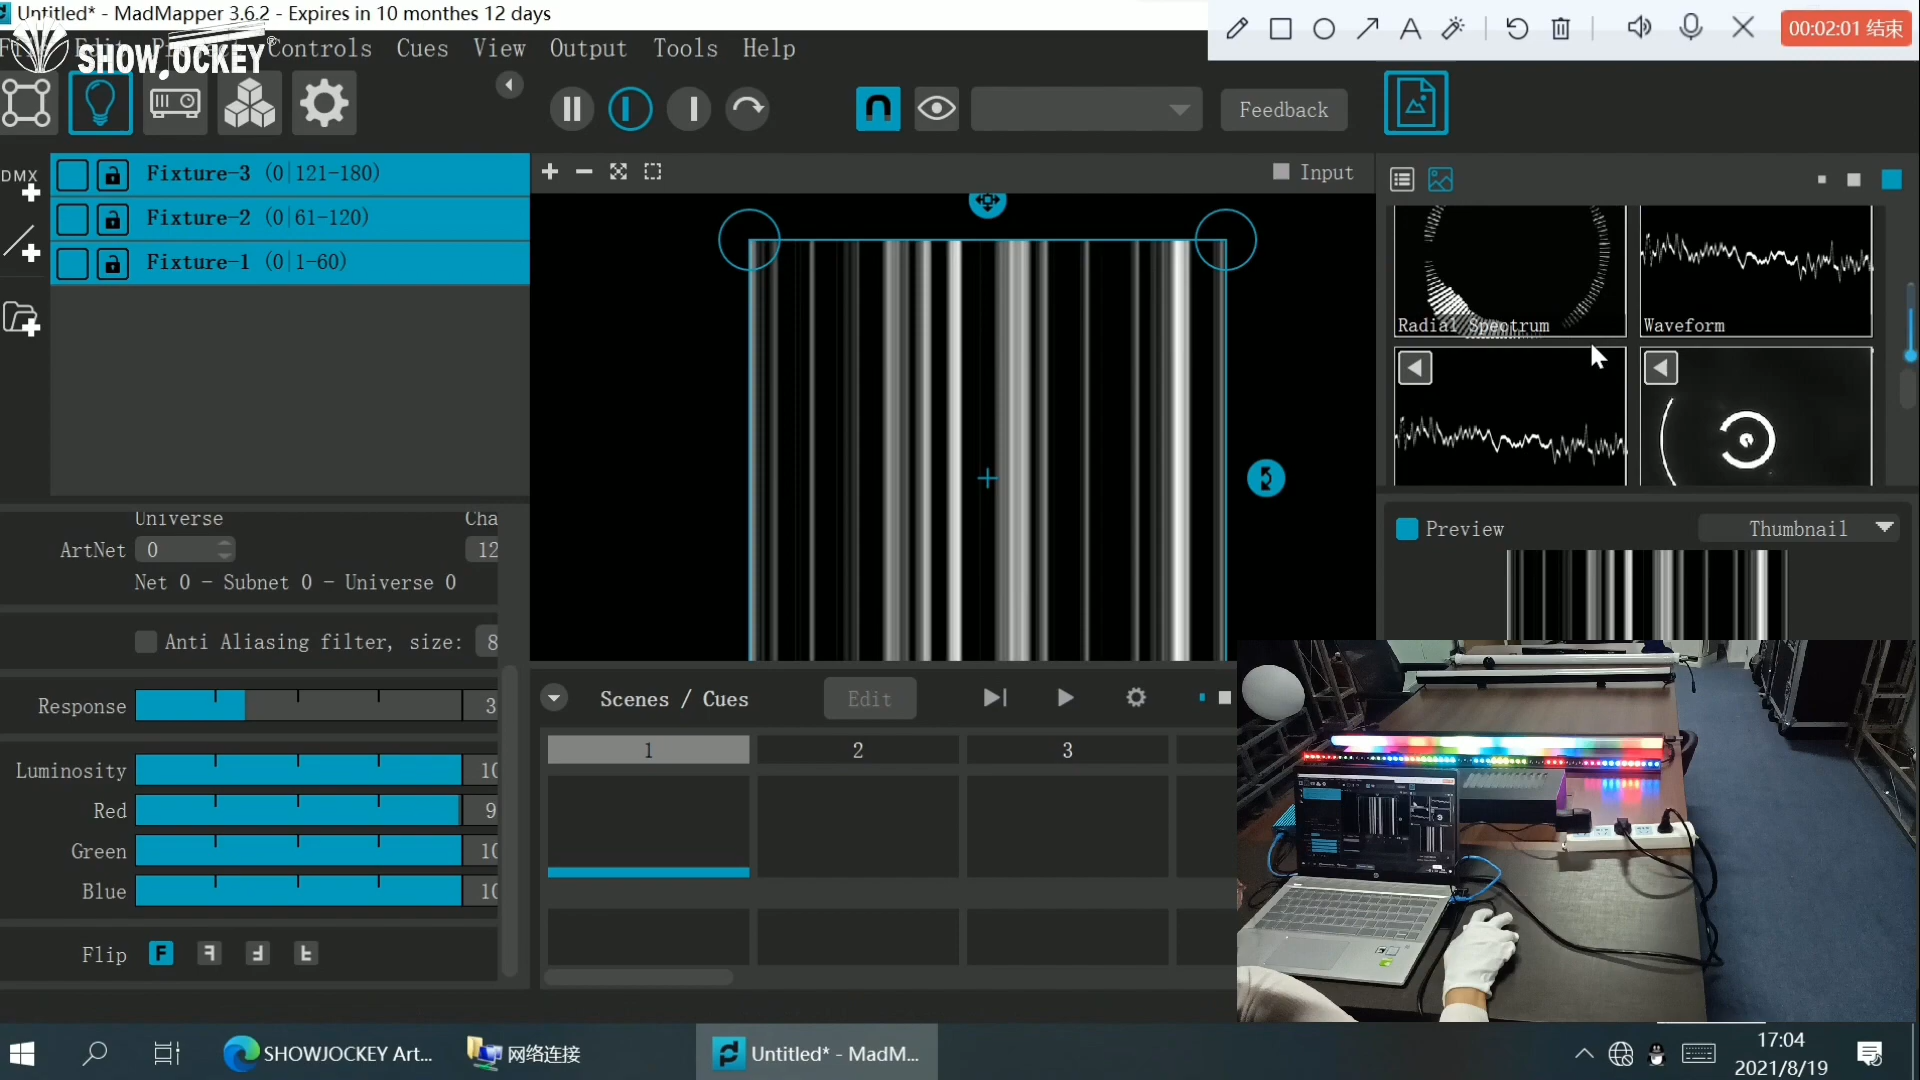 Untitled* - MadMapper 3.6.2 - Expires in 10 monthes 12 days
00:02:01 结束
SHOWJOCKEY®
Controls Cues View Output Tools Help
Feedback
DMX
Fixture-3 (0|121-180)
Fixture-2 (0|61-120)
Fixture-1 (0|1-60)
Input
Radial Spectrum
Waveform
Universe
Cha
ArtNet 0 12
Net 0 - Subnet 0 - Universe 0
Anti Aliasing filter, size: 8
Response 3
Luminosity 10
Red 9
Green 10
Blue 10
Flip F F F F
Preview
Thumbnail
Scenes / Cues
Edit
1 2 3
SHOWJOCKEY Art...
网络连接
Untitled* - MadM...
17:04
2021/8/19